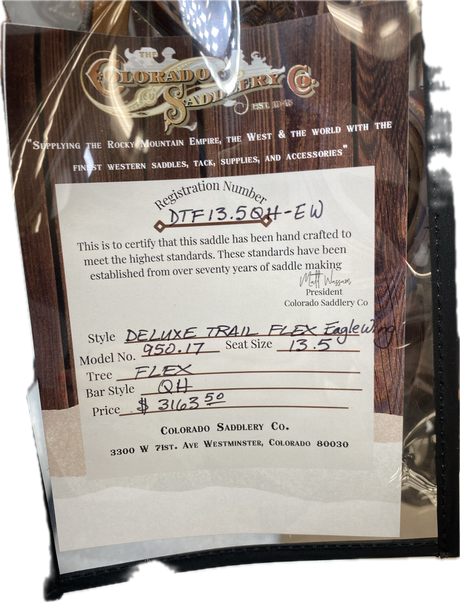 THE
COLORADO
SADDLERY CO.
EST. 1945
"SUPPLYING THE ROCKY MOUNTAIN EMPIRE, THE WEST & THE WORLD WITH THE
FINEST WESTERN SADDLES, TACK, SUPPLIES, AND ACCESSORIES"
Registration Number
DTF13.5QH-EW
This is to certify that this saddle has been hand crafted to
meet the highest standards. These standards have been
established from over seventy years of saddle making
President
Colorado Saddlery Co
Style DELUXE TRAIL FLEX EagleWing
Model No. 950.17 Seat Size 13.5
Tree FLEX
Bar Style QH
Price $ 3163 50
COLORADO SADDLERY CO.
3300 W 71ST. AVE WESTMINSTER, COLORADO 80030